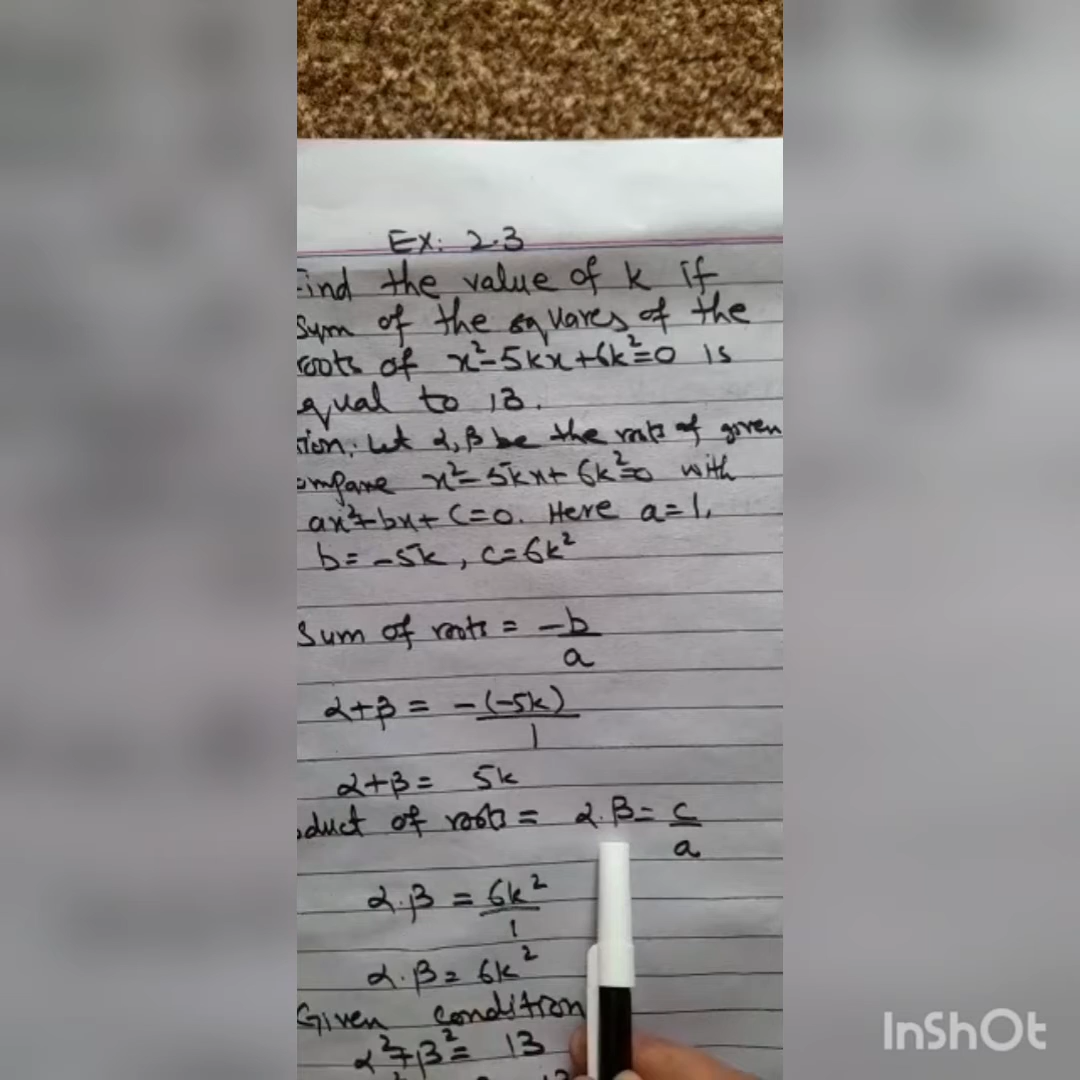 Ex: 2.3
Find the value of k if
Sum of the squares of the
roots of x²-5kx+6k²=0 is
equal to 13.
tion: Let α, β be the roots of given
ompare x²-5kx+6k²=0 with
ax²+bx+c=0. Here a=1,
b=-5k, c=6k²
Sum of roots = -b/a
α+β = -(-5k)/1
α+β = 5k
oduct of roots = α.β = c/a
α.β = 6k²/1
α.β = 6k²
Given condition
α²+β²= 13
InShOt